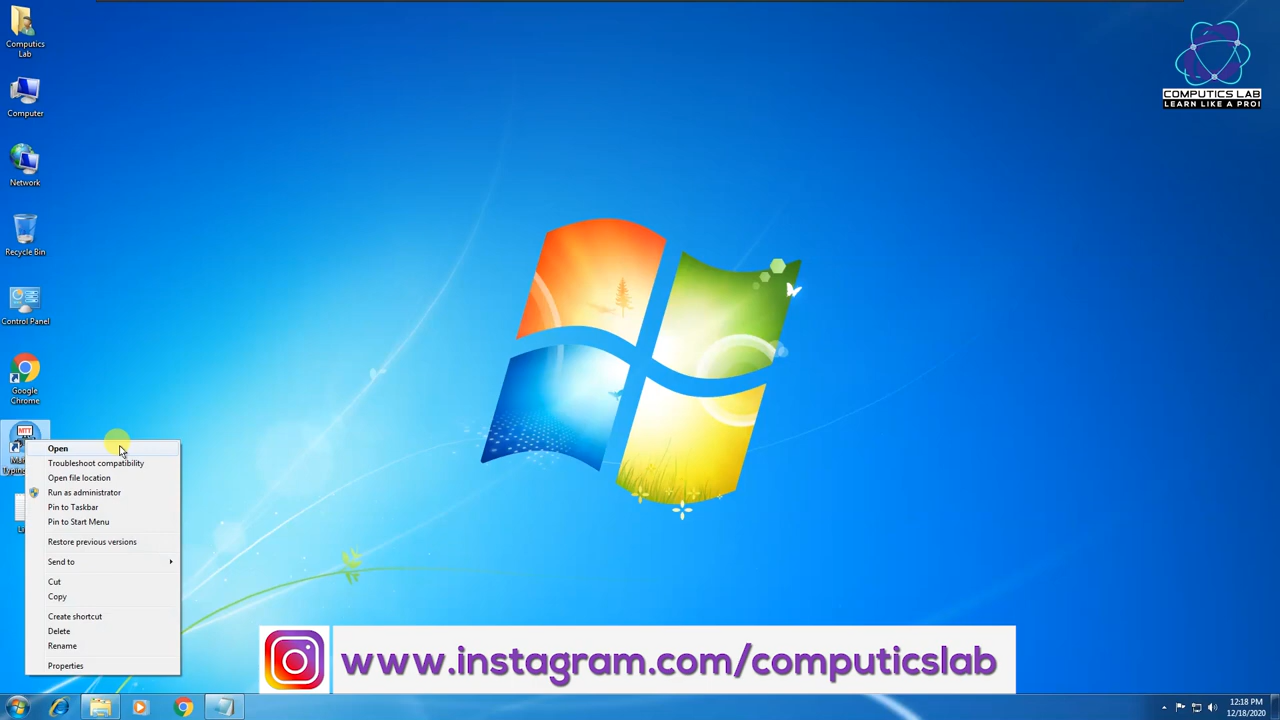 Computics
Lab
Computer
Network
Recycle Bin
Control Panel
Google
Chrome
MTT
Open
Troubleshoot compatibility
Open file location
Run as administrator
Pin to Taskbar
Pin to Start Menu
Restore previous versions
Send to
Cut
Copy
Create shortcut
Delete
Rename
Properties
COMPUTICS LAB
LEARN LIKE A PRO!
www.instagram.com/computicslab
12:18 PM
12/18/2020